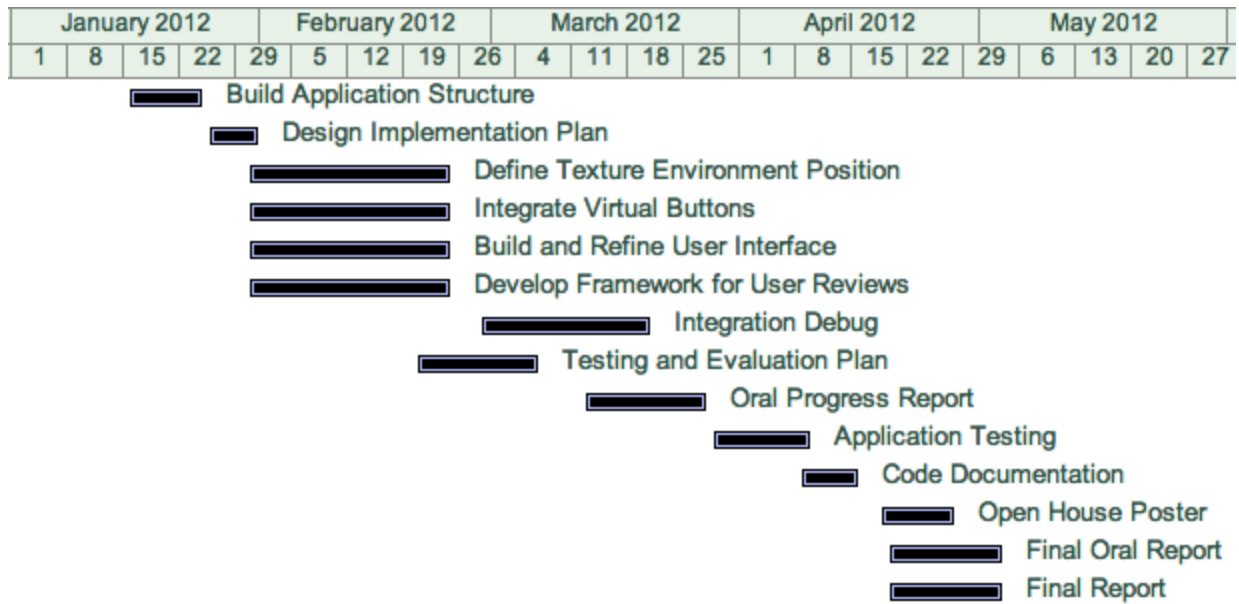 January 2012 February 2012 March 2012 April 2012 May 2012
1 8 15 22 29 5 12 19 26 4 11 18 25 1 8 15 22 29 6 13 20 27
Build Application Structure
Design Implementation Plan
Define Texture Environment Position
Integrate Virtual Buttons
Build and Refine User Interface
Develop Framework for User Reviews
Integration Debug
Testing and Evaluation Plan
Oral Progress Report
Application Testing
Code Documentation
Open House Poster
Final Oral Report
Final Report